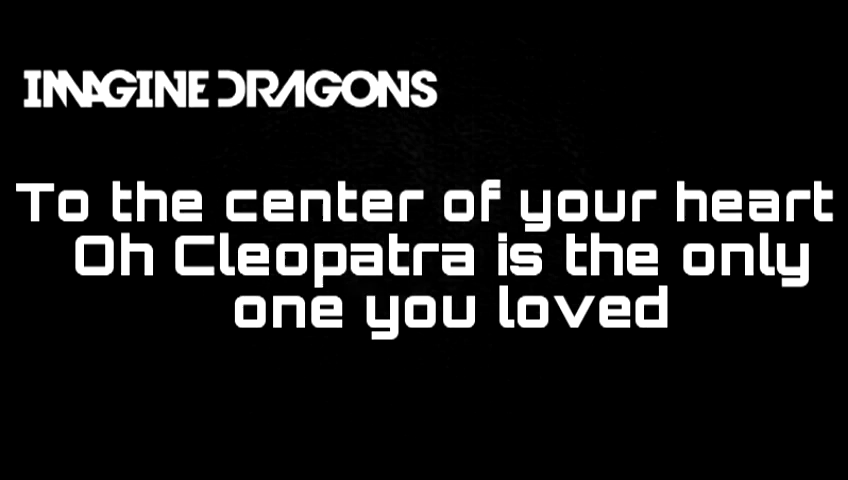 IMAGINE DRAGONS
To the center of your heart
Oh Cleopatra is the only
one you loved